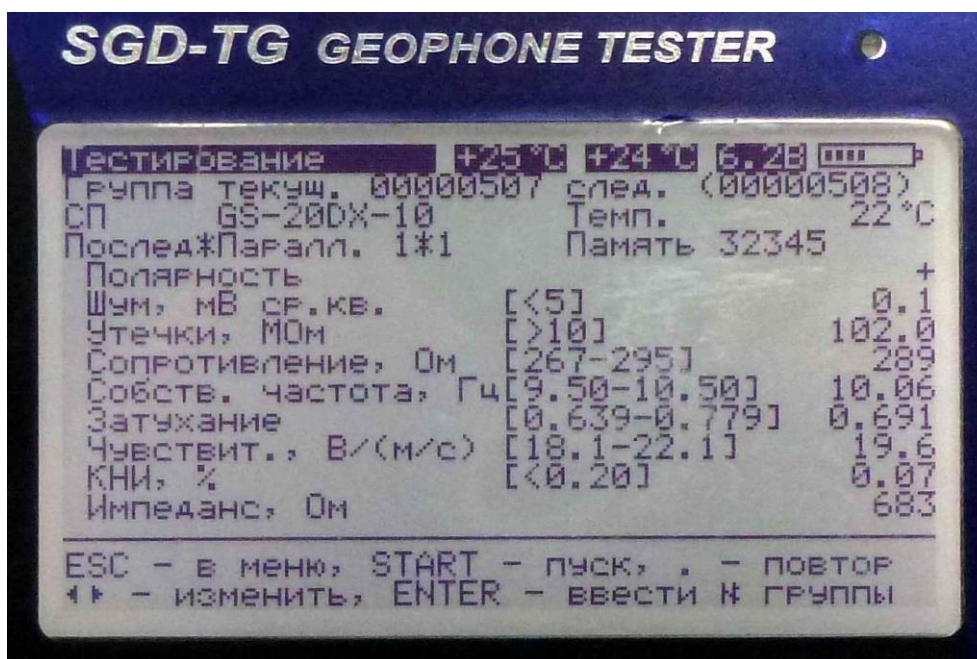 SGD-TG GEOPHONE TESTER
Тестирование +25°C +24°C 6.2В
Группа текущ. 00000507 след. (00000508)
СП GS-20DX-10 Темп. 22°C
Послед*Паралл. 1*1 Память 32345
Полярность +
Шум, мВ ср.кв. [<5] 0.1
Утечки, МОм [>10] 102.0
Сопротивление, Ом [267-295] 289
Собств. частота, Гц[9.50-10.50] 10.06
Затухание [0.639-0.779] 0.691
Чувствит., В/(м/с) [18.1-22.1] 19.6
КНИ, % [<0.20] 0.07
Импеданс, Ом 683
ESC - в меню, START - пуск, . - повтор
◂ ▸ - изменить, ENTER - ввести № группы